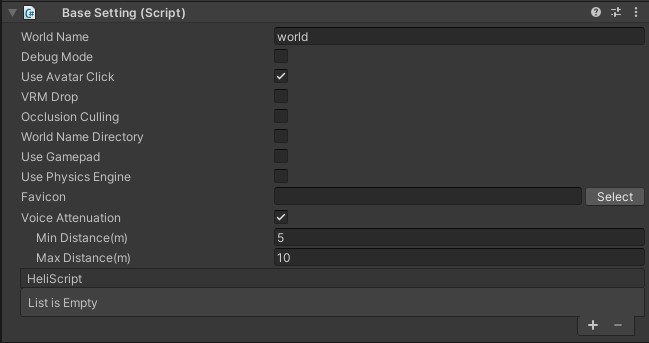 Base Setting (Script)
World Name world
Debug Mode
Use Avatar Click
VRM Drop
Occlusion Culling
World Name Directory
Use Gamepad
Use Physics Engine
Favicon Select
Voice Attenuation
Min Distance(m) 5
Max Distance(m) 10
HeliScript
List is Empty